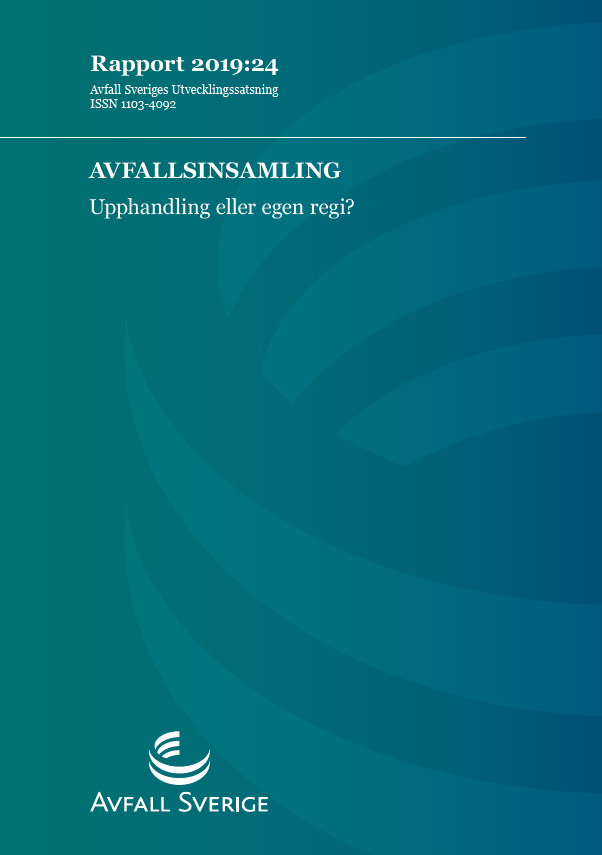 Rapport 2019:24
Avfall Sveriges Utvecklingssatsning
ISSN 1103-4092
AVFALLSINSAMLING
Upphandling eller egen regi?
AVFALL SVERIGE